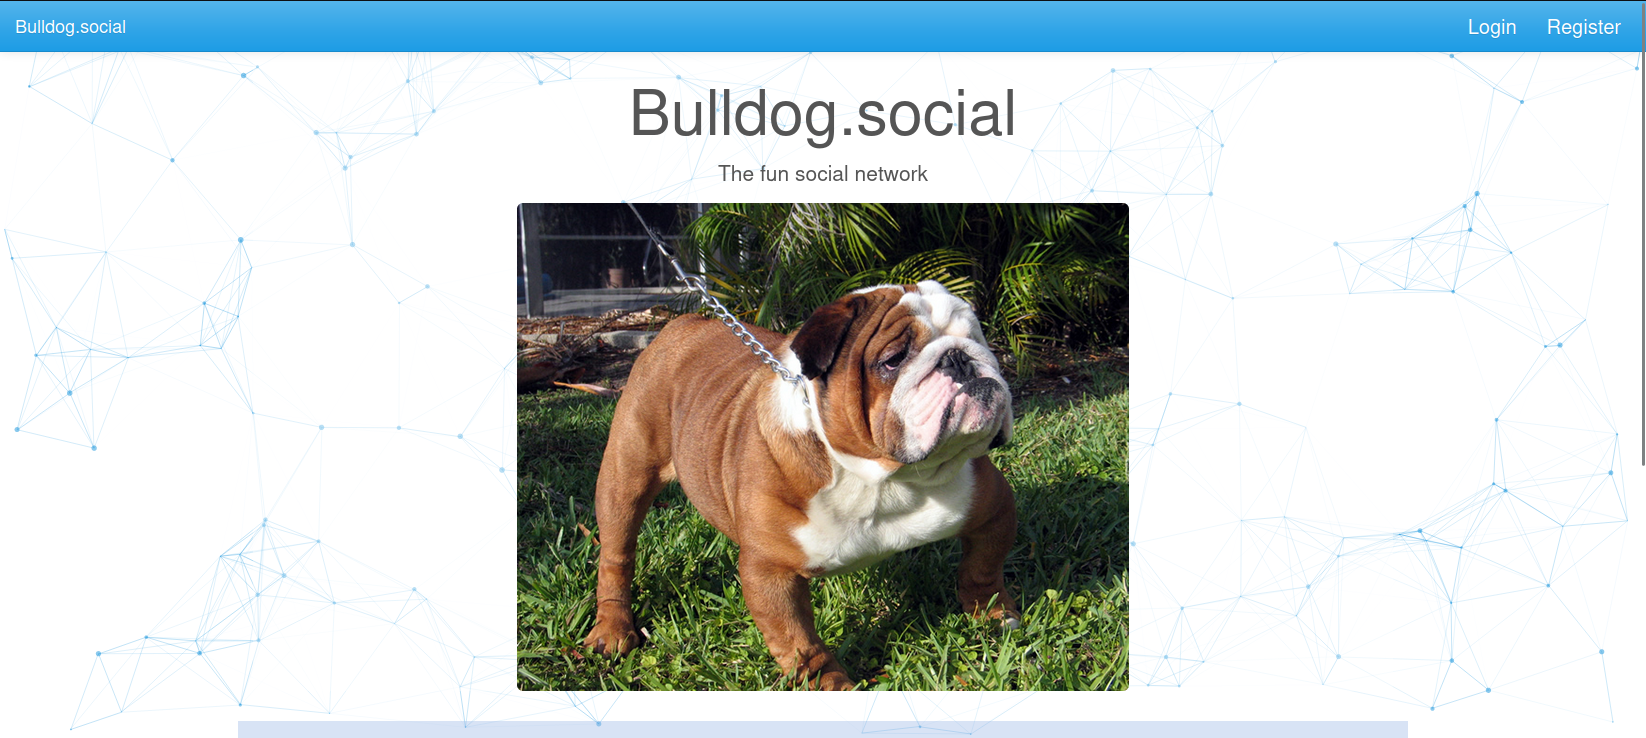 Bulldog.social
Login
Register
Bulldog.social
The fun social network